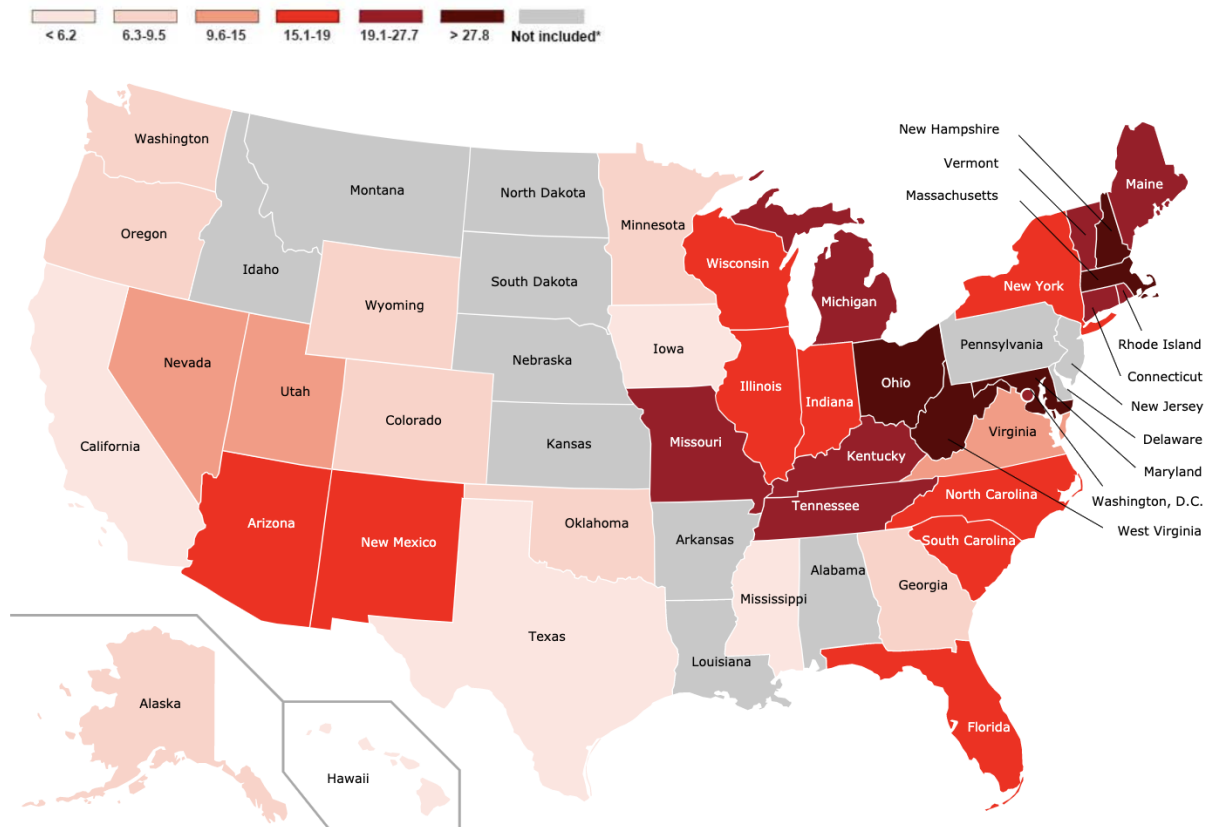 < 6.2 6.3-9.5 9.6-15 15.1-19 19.1-27.7 > 27.8 Not included*
New Hampshire
Washington
Vermont
Maine
Montana
North Dakota
Massachusetts
Minnesota
Oregon
Wisconsin
Idaho
South Dakota
New York
Wyoming
Michigan
Pennsylvania
Rhode Island
Iowa
Nebraska
Nevada
Connecticut
Ohio
Illinois
Utah
Indiana
New Jersey
Colorado
Virginia
Delaware
California
Missouri
Kansas
Kentucky
Maryland
North Carolina
Washington, D.C.
Tennessee
Arizona
Oklahoma
West Virginia
New Mexico
Arkansas
South Carolina
Alabama
Georgia
Mississippi
Texas
Louisiana
Alaska
Florida
Hawaii